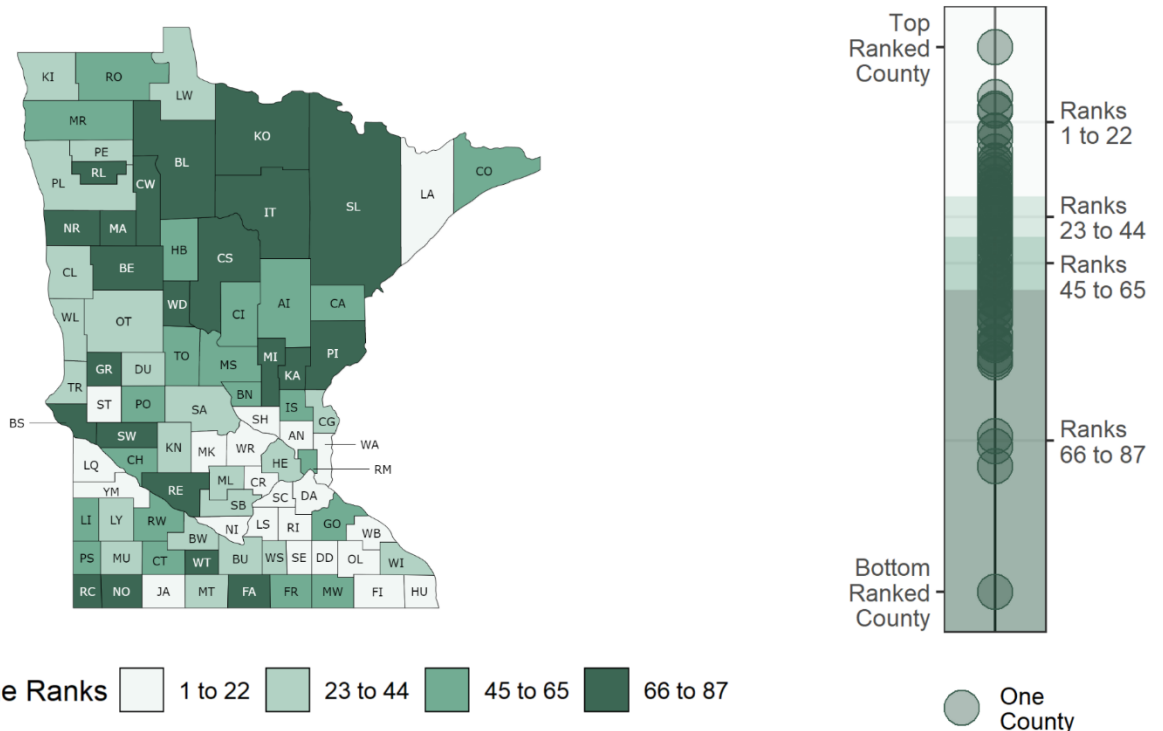 KI
RO
LW
MR
KO
PE
BL
RL
CW
PL
SL
LA
CO
IT
NR
MA
HB
CS
CL
BE
WD
AI
CA
WL
OT
CI
TO
MS
MI
PI
KA
GR
DU
TR
BN
ST
PO
SA
IS
BS
SH
CG
SW
KN
AN
WA
MK
WR
LQ
CH
HE
RM
ML
CR
YM
RE
SC
DA
SB
LI
LY
RW
NI
LS
RI
GO
WB
BW
PS
MU
CT
WT
BU
WS
SE
DD
OL
WI
RC
NO
JA
MT
FA
FR
MW
FI
HU
e Ranks
1 to 22
23 to 44
45 to 65
66 to 87
Top
Ranked
County
Ranks
1 to 22
Ranks
23 to 44
Ranks
45 to 65
Ranks
66 to 87
Bottom
Ranked
County
One
County